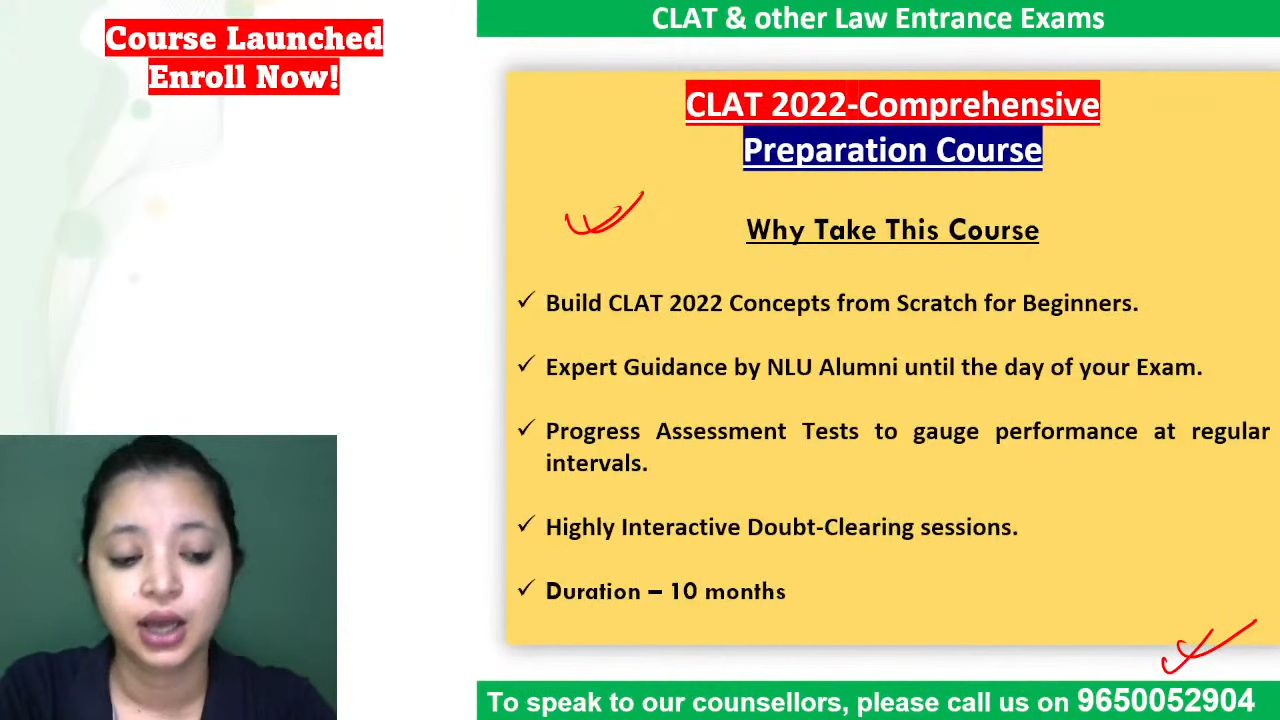 Course Launched
Enroll Now!
CLAT & other Law Entrance Exams
CLAT 2022-Comprehensive
Preparation Course
Why Take This Course
✓ Build CLAT 2022 Concepts from Scratch for Beginners.
✓ Expert Guidance by NLU Alumni until the day of your Exam.
✓ Progress Assessment Tests to gauge performance at regular
intervals.
✓ Highly Interactive Doubt-Clearing sessions.
✓ Duration – 10 months
To speak to our counsellors, please call us on 9650052904